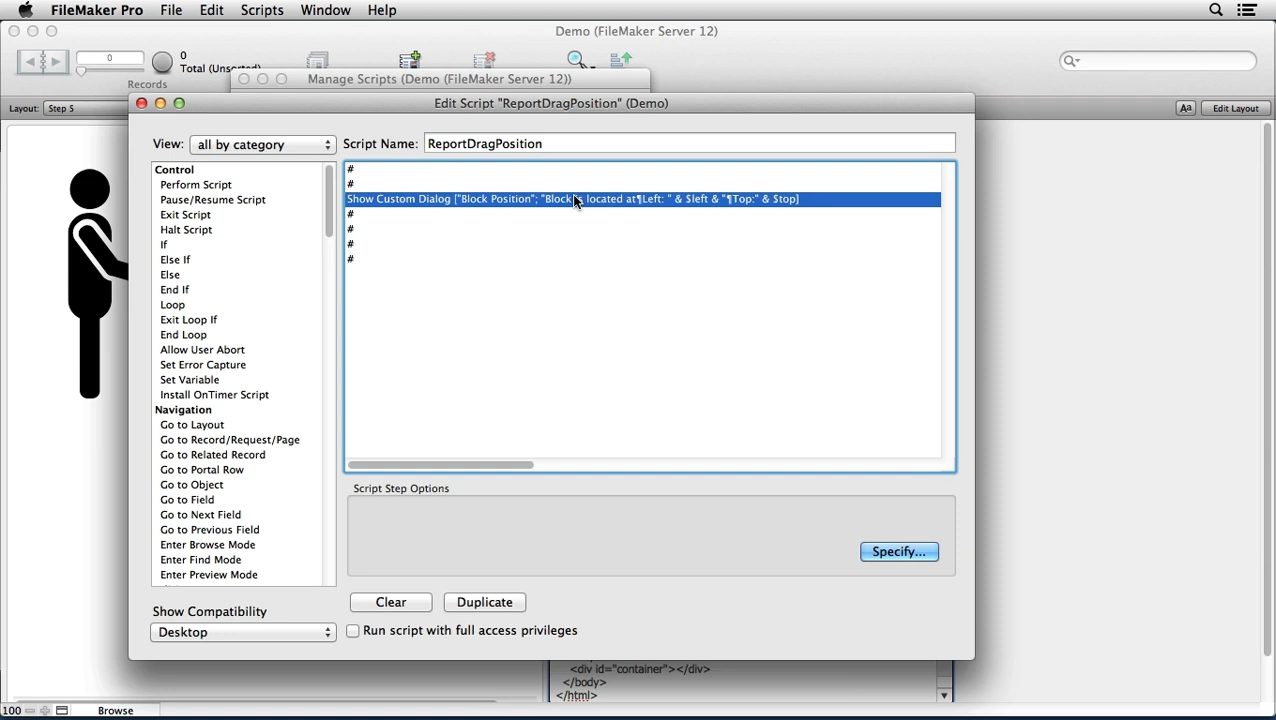 FileMaker Pro File Edit Scripts Window Help
Demo (FileMaker Server 12)
0
0
Total (Unsorted)
Records
Manage Scripts (Demo (FileMaker Server 12))
Layout: Step 5
Aa
Edit Layout
Edit Script "ReportDragPosition" (Demo)
View: all by category
Script Name: ReportDragPosition
Control
Perform Script
Pause/Resume Script
Exit Script
Halt Script
If
Else If
Else
End If
Loop
Exit Loop If
End Loop
Allow User Abort
Set Error Capture
Set Variable
Install OnTimer Script
Navigation
Go to Layout
Go to Record/Request/Page
Go to Related Record
Go to Portal Row
Go to Object
Go to Field
Go to Next Field
Go to Previous Field
Enter Browse Mode
Enter Find Mode
Enter Preview Mode
#
#
Show Custom Dialog ["Block Position"; "Block is located at¶Left: " & $left & "¶Top:" & $top]
#
#
#
#
Script Step Options
Specify...
Show Compatibility
Desktop
Clear
Duplicate
Run script with full access privileges
<div id="container"></div>
</body>
</html>
100
Browse